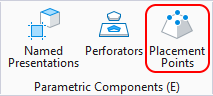 Named
Presentations
Perforators
Placement
Points
Parametric Components (E)